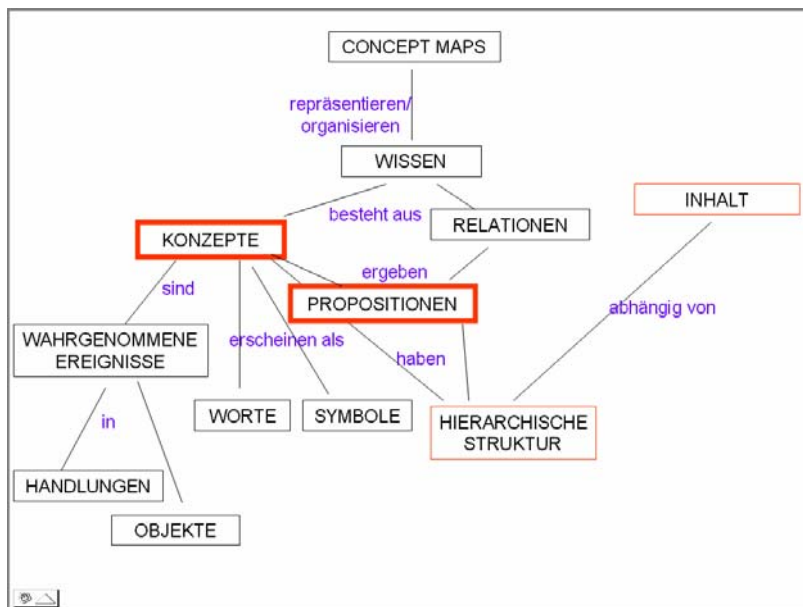 CONCEPT MAPS
repräsentieren/
organisieren
WISSEN
besteht aus
INHALT
RELATIONEN
KONZEPTE
ergeben
sind
PROPOSITIONEN
abhängig von
WAHRGENOMMENE
EREIGNISSE
erscheinen als
haben
in
WORTE
SYMBOLE
HIERARCHISCHE
STRUKTUR
HANDLUNGEN
OBJEKTE